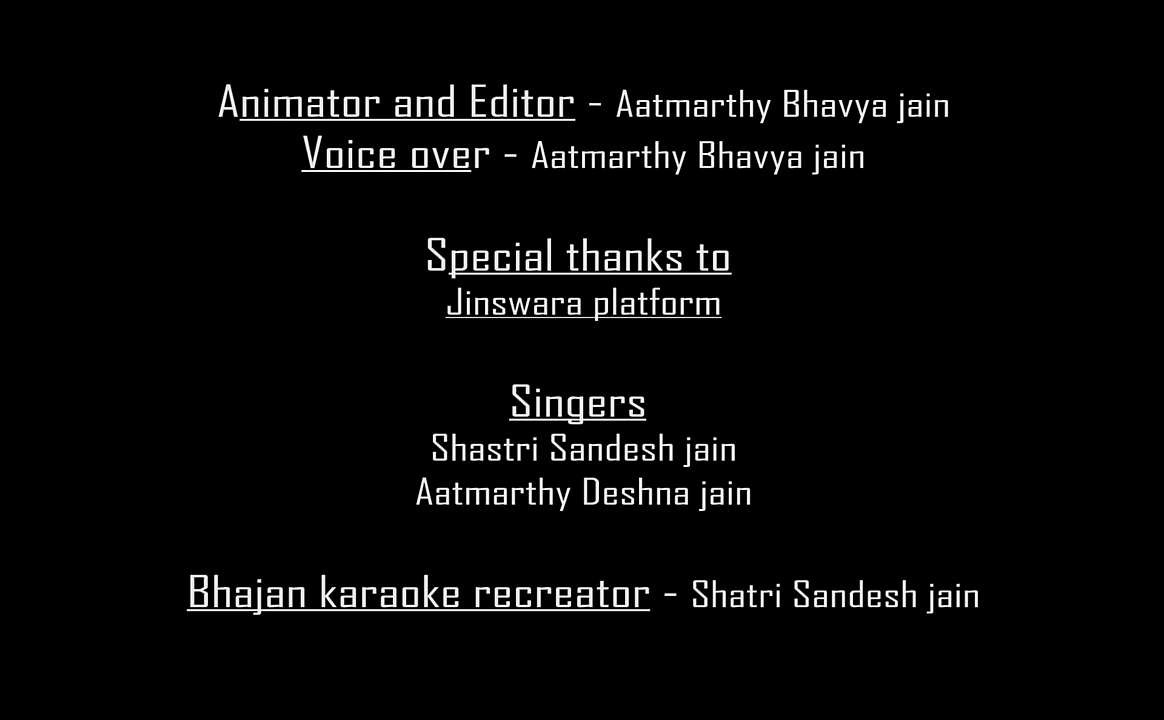 Animator and Editor - Aatmarthy Bhavya jain
Voice over - Aatmarthy Bhavya jain
Special thanks to
Jinswara platform
Singers
Shastri Sandesh jain
Aatmarthy Deshna jain
Bhajan karaoke recreator - Shatri Sandesh jain